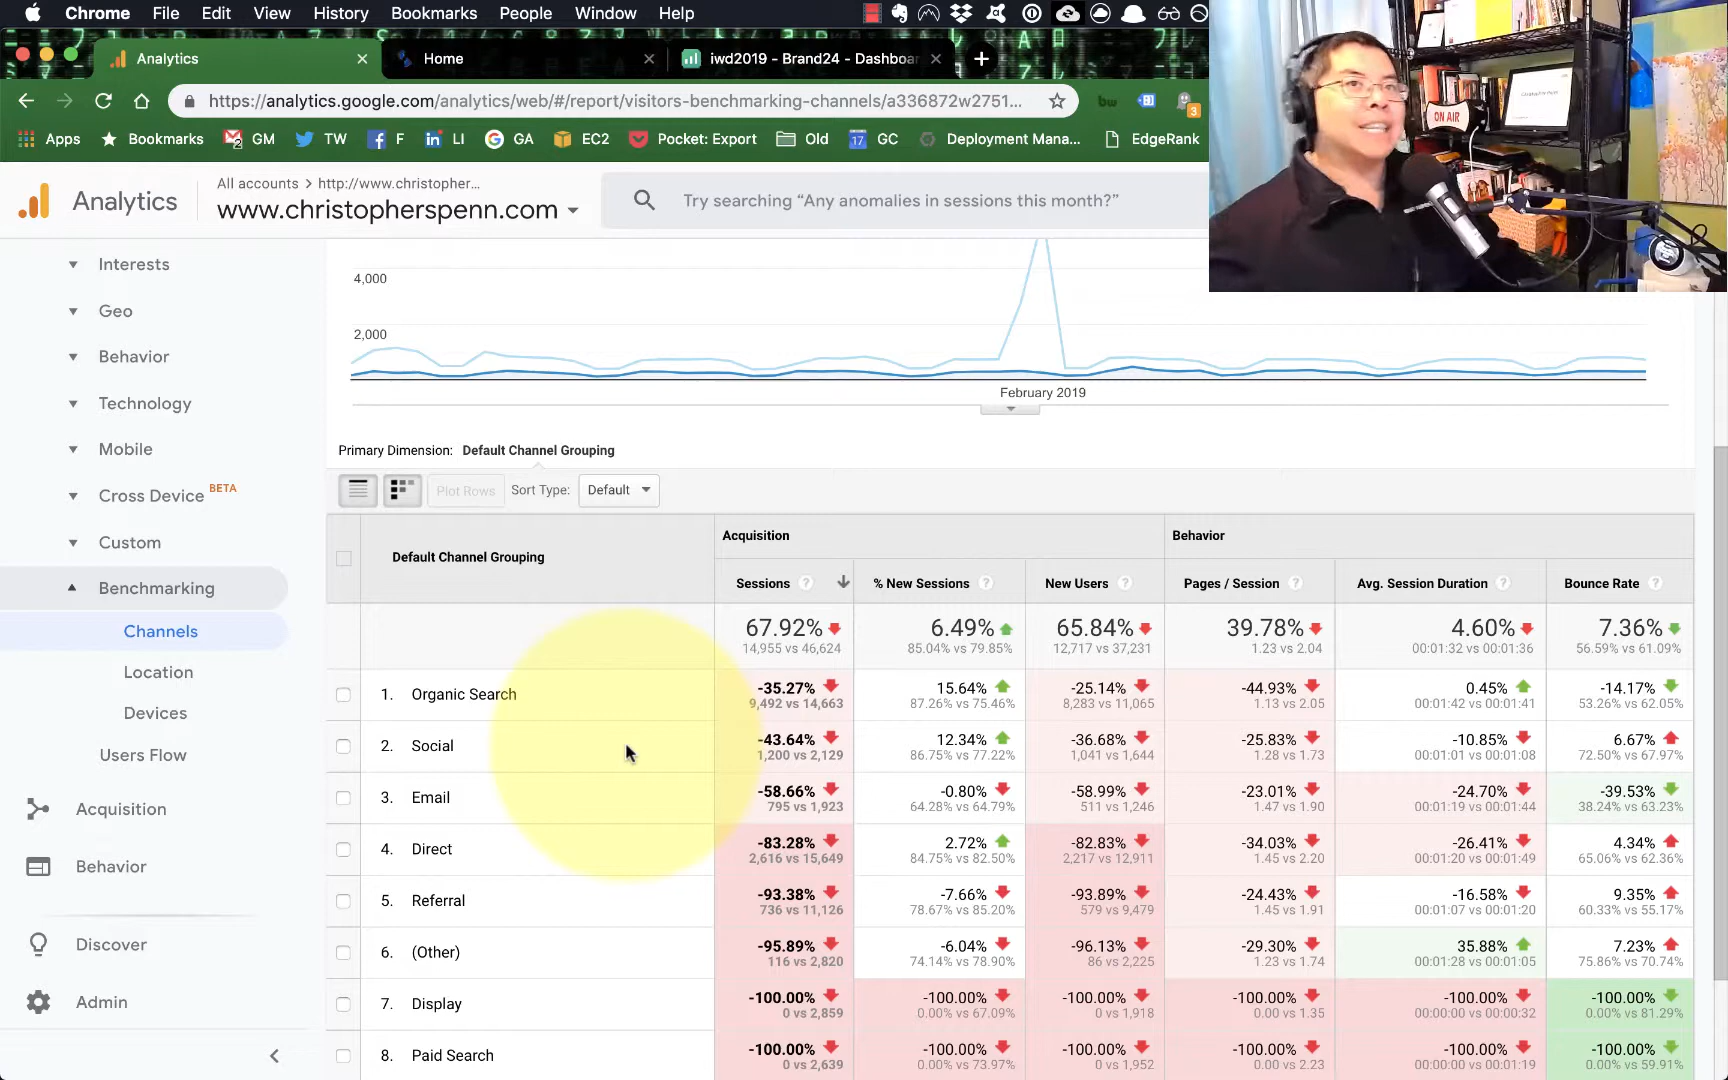 Chrome File Edit View History Bookmarks People Window Help
Analytics Home iwd2019 - Brand24 - Dashboar
https://analytics.google.com/analytics/web/#/report/visitors-benchmarking-channels/a336872w2751... bw 3
Apps Bookmarks GM TW F LI GA EC2 Pocket: Export Old 17 GC Deployment Mana... EdgeRank
ON AIR
Analytics
All accounts > http://www.christopher...
www.christopherspenn.com
Try searching “Any anomalies in sessions this month?”
Interests
Geo
Behavior
Technology
Mobile
Cross Device BETA
Custom
Benchmarking
Channels
Location
Devices
Users Flow
Acquisition
Behavior
Discover
Admin
4,000
2,000
February 2019
Primary Dimension: Default Channel Grouping
Plot Rows Sort Type: Default
Default Channel Grouping Acquisition Behavior
Sessions % New Sessions New Users Pages / Session Avg. Session Duration Bounce Rate
67.92% 6.49% 65.84% 39.78% 4.60% 7.36%
14,955 vs 46,624 85.04% vs 79.85% 12,717 vs 37,231 1.23 vs 2.04 00:01:32 vs 00:01:36 56.59% vs 61.09%
1. Organic Search -35.27% 15.64% -25.14% -44.93% 0.45% -14.17%
9,492 vs 14,663 87.26% vs 75.46% 8,283 vs 11,065 1.13 vs 2.05 00:01:42 vs 00:01:41 53.26% vs 62.05%
2. Social -43.64% 12.34% -36.68% -25.83% -10.85% 6.67%
1,200 vs 2,129 86.75% vs 77.22% 1,041 vs 1,644 1.28 vs 1.73 00:01:01 vs 00:01:08 72.50% vs 67.97%
3. Email -58.66% -0.80% -58.99% -23.01% -24.70% -39.53%
795 vs 1,923 64.28% vs 64.79% 511 vs 1,246 1.47 vs 1.90 00:01:19 vs 00:01:44 38.24% vs 63.23%
4. Direct -83.28% 2.72% -82.83% -34.03% -26.41% 4.34%
2,616 vs 15,649 84.75% vs 82.50% 2,217 vs 12,911 1.45 vs 2.20 00:01:20 vs 00:01:49 65.06% vs 62.36%
5. Referral -93.38% -7.66% -93.89% -24.43% -16.58% 9.35%
736 vs 11,126 78.67% vs 85.20% 579 vs 9,479 1.45 vs 1.91 00:01:07 vs 00:01:20 60.33% vs 55.17%
6. (Other) -95.89% -6.04% -96.13% -29.30% 35.88% 7.23%
116 vs 2,820 74.14% vs 78.90% 86 vs 2,225 1.23 vs 1.74 00:01:28 vs 00:01:05 75.86% vs 70.74%
7. Display -100.00% -100.00% -100.00% -100.00% -100.00% -100.00%
0 vs 2,859 0.00% vs 67.09% 0 vs 1,918 0.00 vs 1.35 00:00:00 vs 00:00:32 0.00% vs 81.29%
8. Paid Search -100.00% -100.00% -100.00% -100.00% -100.00% -100.00%
0 vs 2,639 0.00% vs 73.97% 0 vs 1,952 0.00 vs 2.23 00:00:00 vs 00:01:19 0.00% vs 59.91%